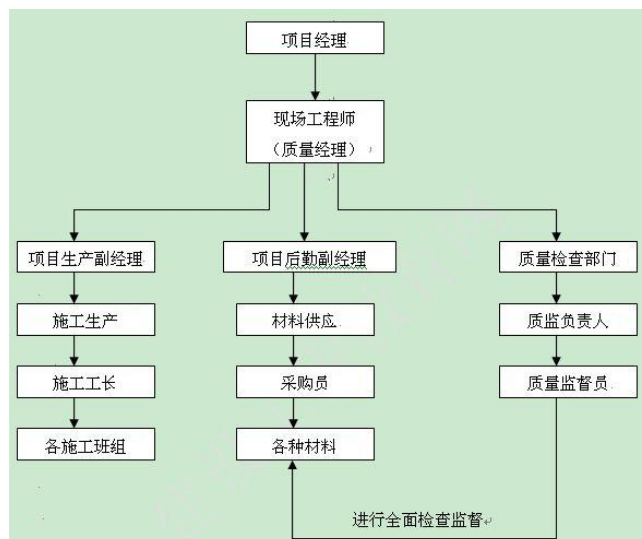 项目经理
现场工程师
（质量经理）
项目生产副经理
项目后勤副经理
质量检查部门
施工生产
材料供应
质监负责人
施工工长
采购员
质量监督员
各施工班组
各种材料
进行全面检查监督